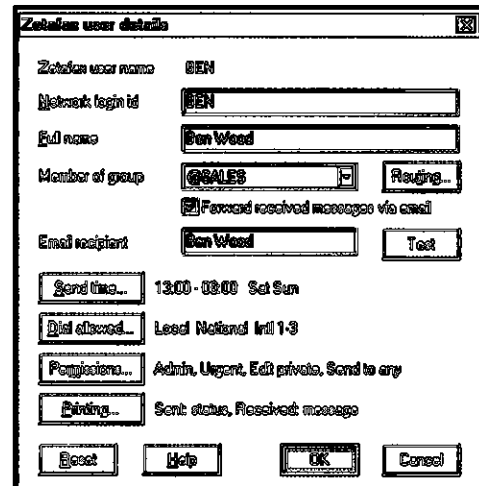 Zetafax user details
Zetafax user name BEN
Network login id BEN
Full name Ben Wood
Member of group @SALES Routing...
Forward received messages via email
Email recipient Ben Wood Test
Send time... 18:00 - 08:00 Sat Sun
Dial allowed... Local National Intl 1-3
Permissions... Admin, Urgent, Edit private, Send to any
Printing... Sent: status, Received: message
Reset Help OK Cancel